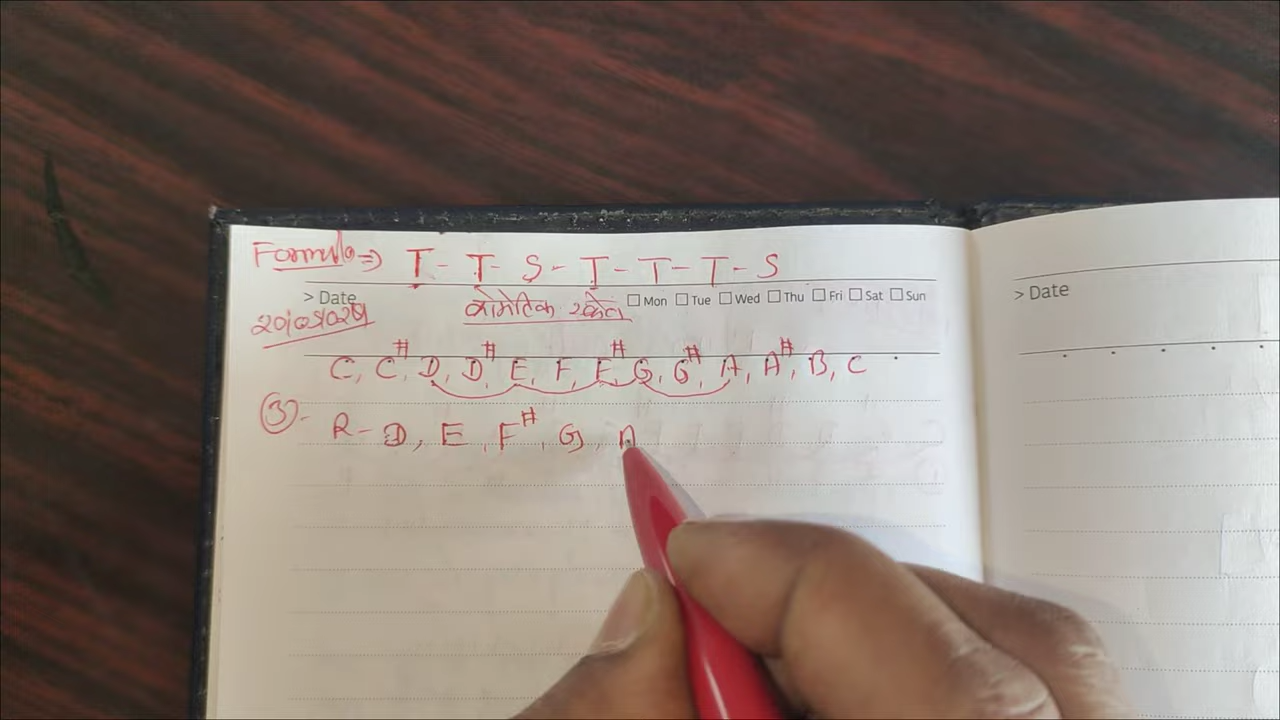 Formula ⇒ T - T - S - T - T - T - S
> Date
क्रोमेटिक स्केल
Mon Tue Wed Thu Fri Sat Sun
C, C#, D, D#, E, F, F#, G, G#, A, A#, B, C
③ - R - D, E, F#, G, A
> Date